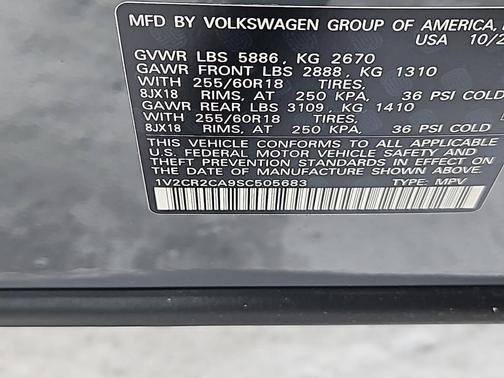 MFD BY VOLKSWAGEN GROUP OF AMERICA,
USA 10/2
GVWR LBS 5886 , KG 2670
GAWR FRONT LBS 2888 , KG 1310
WITH 255/60R18 TIRES,
8JX18 RIMS, AT 250 KPA, 36 PSI COLD
GAWR REAR LBS 3109 , KG 1410
WITH 255/60R18 TIRES,
8JX18 RIMS, AT 250 KPA, 36 PSI COLD
THIS VEHICLE CONFORMS TO ALL APPLICABLE
U.S. FEDERAL MOTOR VEHICLE SAFETY AND
THEFT PREVENTION STANDARDS IN EFFECT ON
THE DATE OF MANUFACTURE SHOWN ABOVE.
1V2CR2CA9SC505683 TYPE: MPV